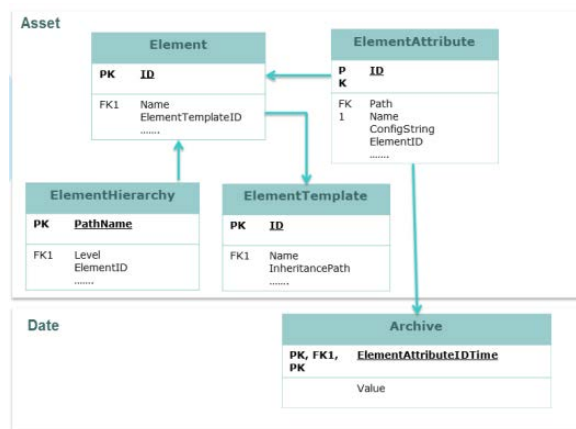 Asset
Element
PK ID
FK1 Name
ElementTemplateID
.......
ElementAttribute
P ID
K
FK Path
1 Name
ConfigString
ElementID
.......
ElementHierarchy
PK PathName
FK1 Level
ElementID
.......
ElementTemplate
PK ID
FK1 Name
InheritancePath
.......
Date
Archive
PK, FK1, ElementAttributeIDTime
PK
Value